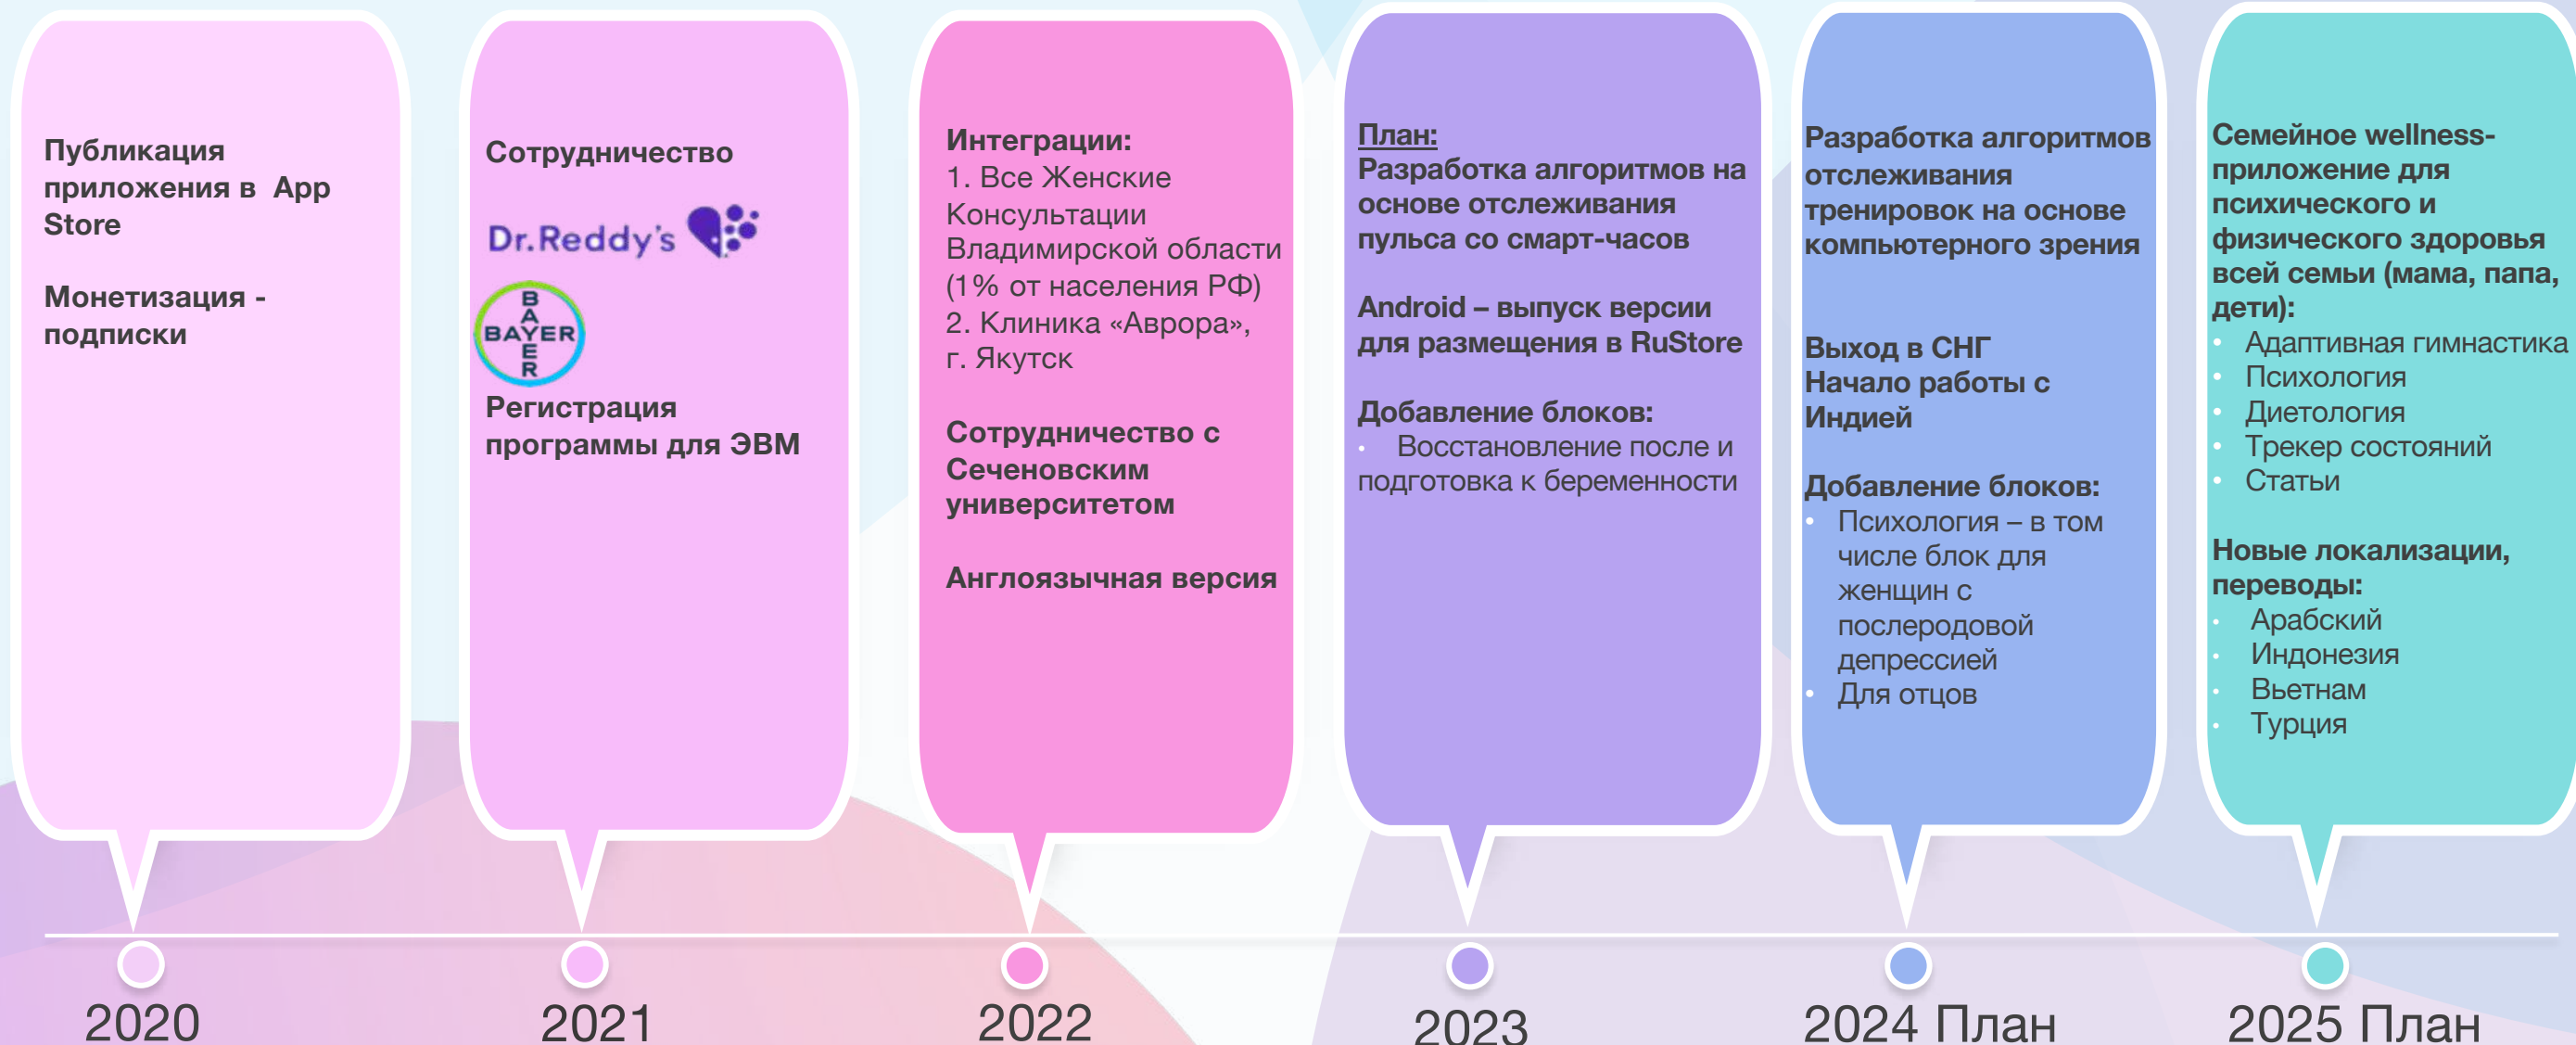 Публикация
приложения в App
Store
Монетизация -
подписки
Сотрудничество
Dr.Reddy's
BAYER
BAYER
Регистрация
программы для ЭВМ
Интеграции:
1. Все Женские
Консультации
Владимирской области
(1% от населения РФ)
2. Клиника «Аврора»,
г. Якутск
Сотрудничество с
Сеченовским
университетом
Англоязычная версия
План:
Разработка алгоритмов на
основе отслеживания
пульса со смарт-часов
Android – выпуск версии
для размещения в RuStore
Добавление блоков:
• Восстановление после и
подготовка к беременности
Разработка алгоритмов
отслеживания
тренировок на основе
компьютерного зрения
Выход в СНГ
Начало работы с
Индией
Добавление блоков:
• Психология – в том
числе блок для
женщин с
послеродовой
депрессией
• Для отцов
Семейное wellness-
приложение для
психического и
физического здоровья
всей семьи (мама, папа,
дети):
• Адаптивная гимнастика
• Психология
• Диетология
• Трекер состояний
• Статьи
Новые локализации,
переводы:
• Арабский
• Индонезия
• Вьетнам
• Турция
2020
2021
2022
2023
2024 План
2025 План